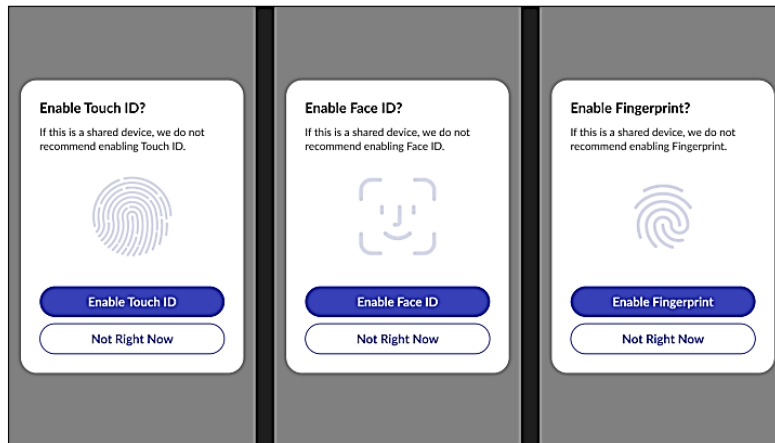 Enable Touch ID?
If this is a shared device, we do not
recommend enabling Touch ID.
Enable Touch ID
Not Right Now
Enable Face ID?
If this is a shared device, we do not
recommend enabling Face ID.
Enable Face ID
Not Right Now
Enable Fingerprint?
If this is a shared device, we do not
recommend enabling Fingerprint.
Enable Fingerprint
Not Right Now